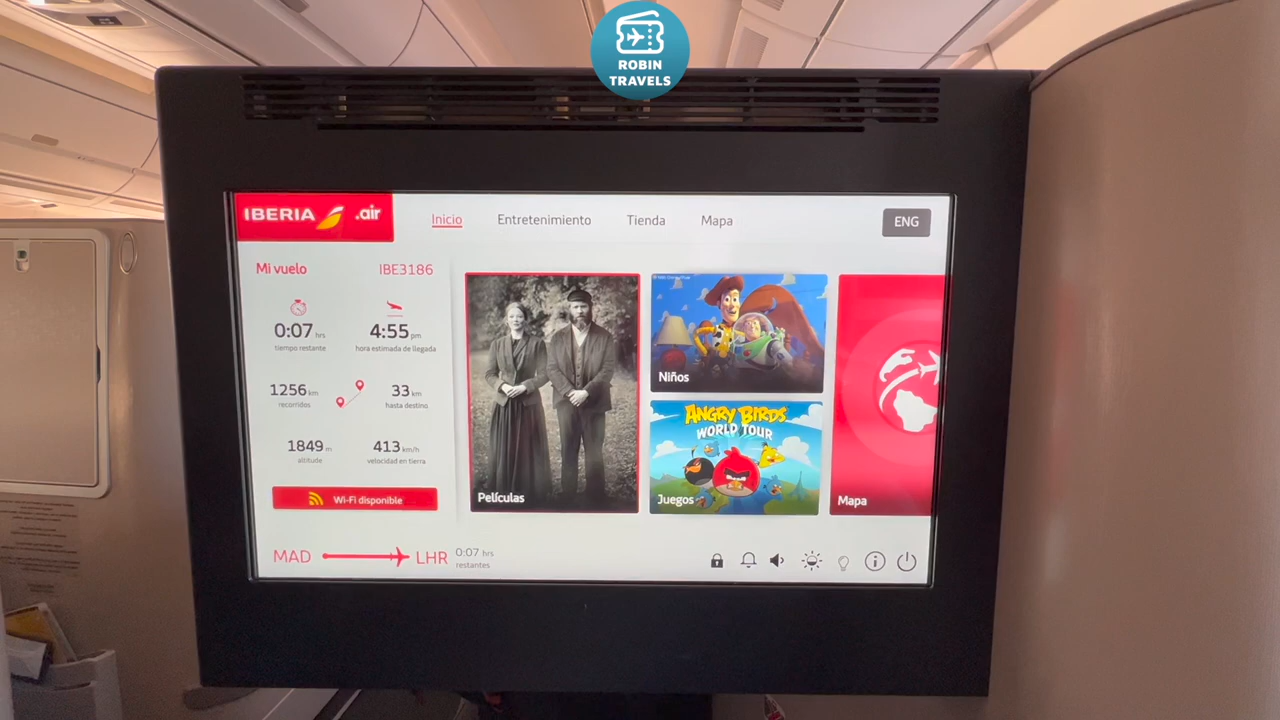 ROBIN
TRAVELS
IBERIA .air
Inicio Entretenimiento Tienda Mapa ENG
Mi vuelo IBE3186
0:07 hrs
tiempo restante
4:55 pm
hora estimada de llegada
1256 km
recorridos
33 km
hasta destino
1849 m
altitude
413 km/h
velocidad en tierra
Wi-Fi disponible
Películas
Niños
ANGRY BIRDS
WORLD TOUR
Juegos
Mapa
MAD LHR 0:07 hrs
restantes